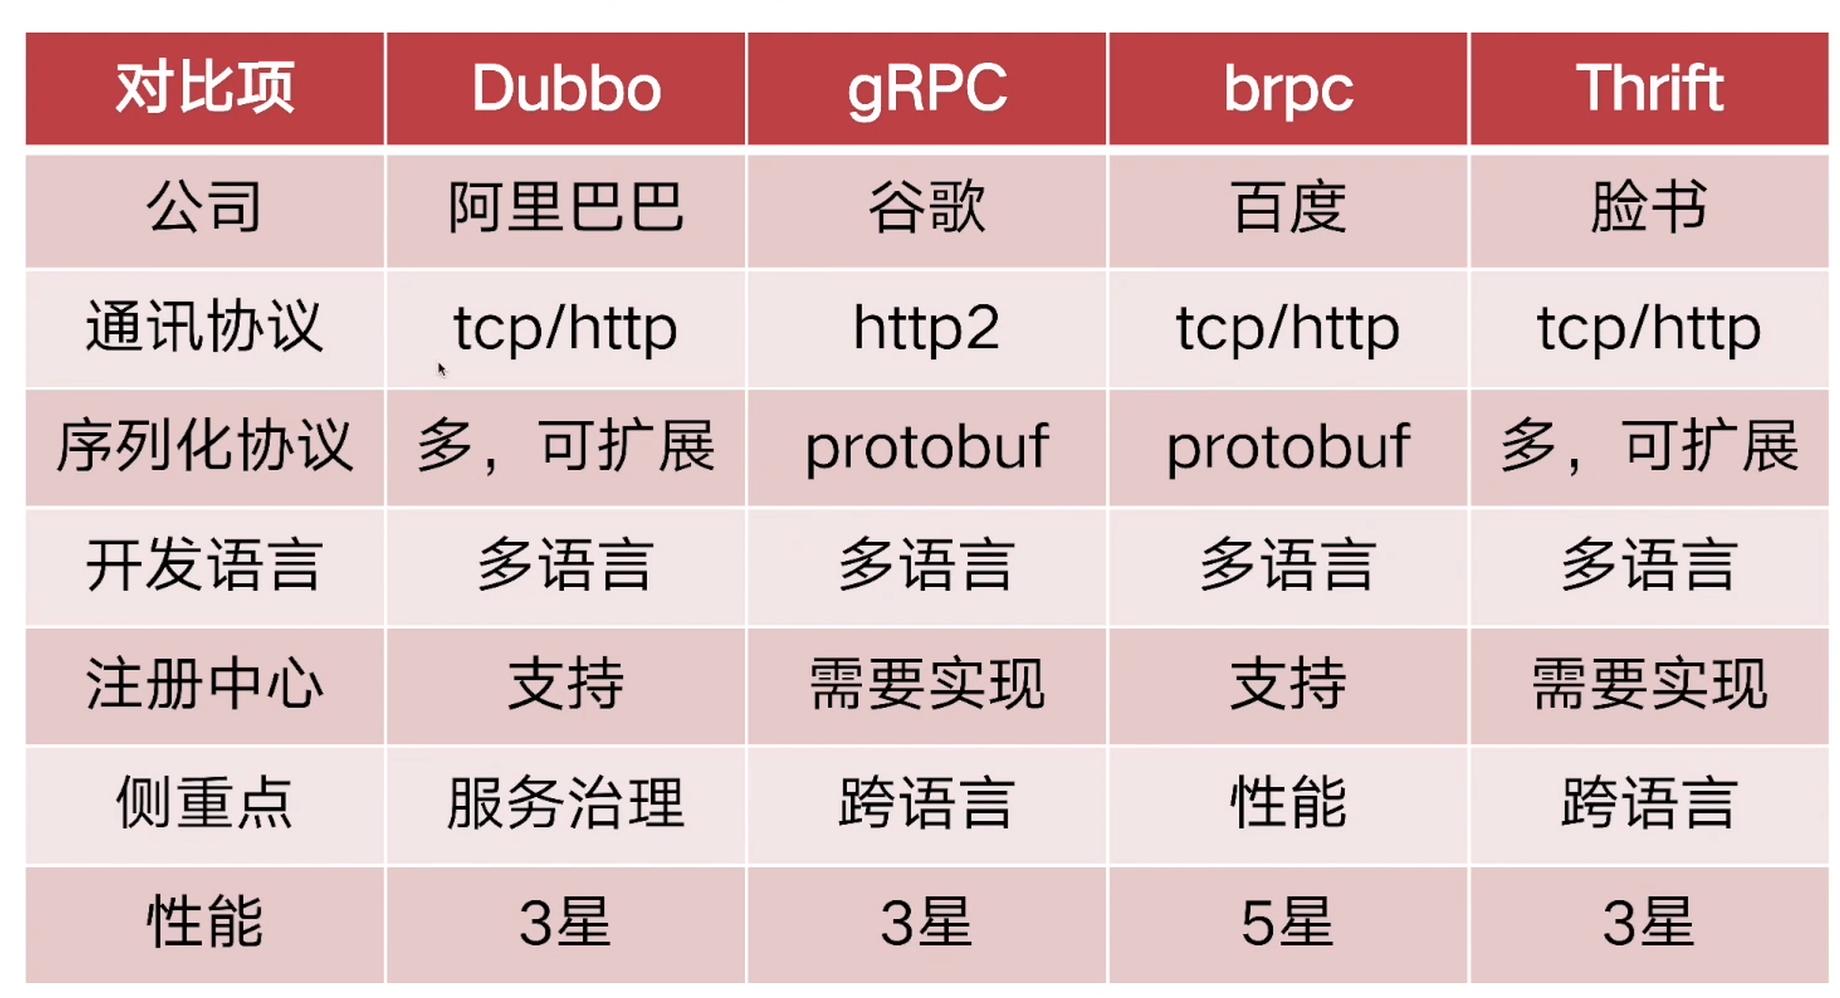 对比项 Dubbo gRPC brpc Thrift
公司 阿里巴巴 谷歌 百度 脸书
通讯协议 tcp/http http2 tcp/http tcp/http
序列化协议 多，可扩展 protobuf protobuf 多，可扩展
开发语言 多语言 多语言 多语言 多语言
注册中心 支持 需要实现 支持 需要实现
侧重点 服务治理 跨语言 性能 跨语言
性能 3星 3星 5星 3星